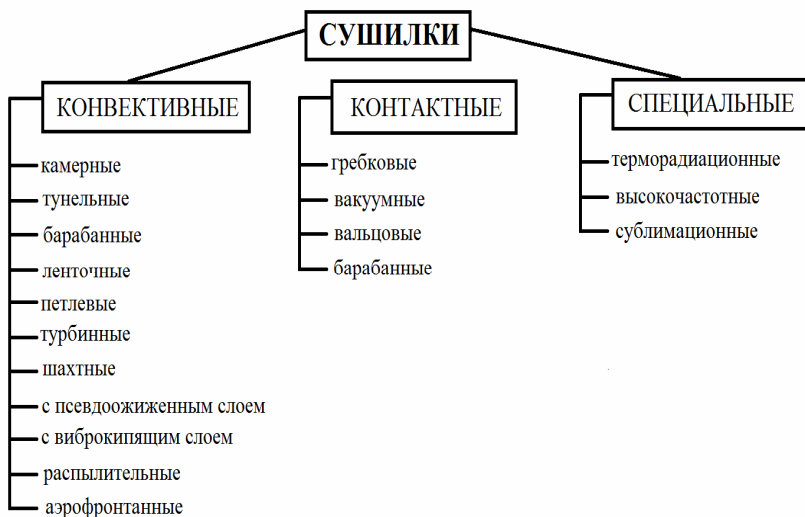 СУШИЛКИ
КОНВЕКТИВНЫЕ
камерные
тунельные
барабанные
ленточные
петлевые
турбинные
шахтные
с псевдоожиженным слоем
с виброкипящим слоем
распылительные
аэрофронтанные
КОНТАКТНЫЕ
гребковые
вакуумные
вальцовые
барабанные
СПЕЦИАЛЬНЫЕ
терморадиационные
высокочастотные
сублимационные